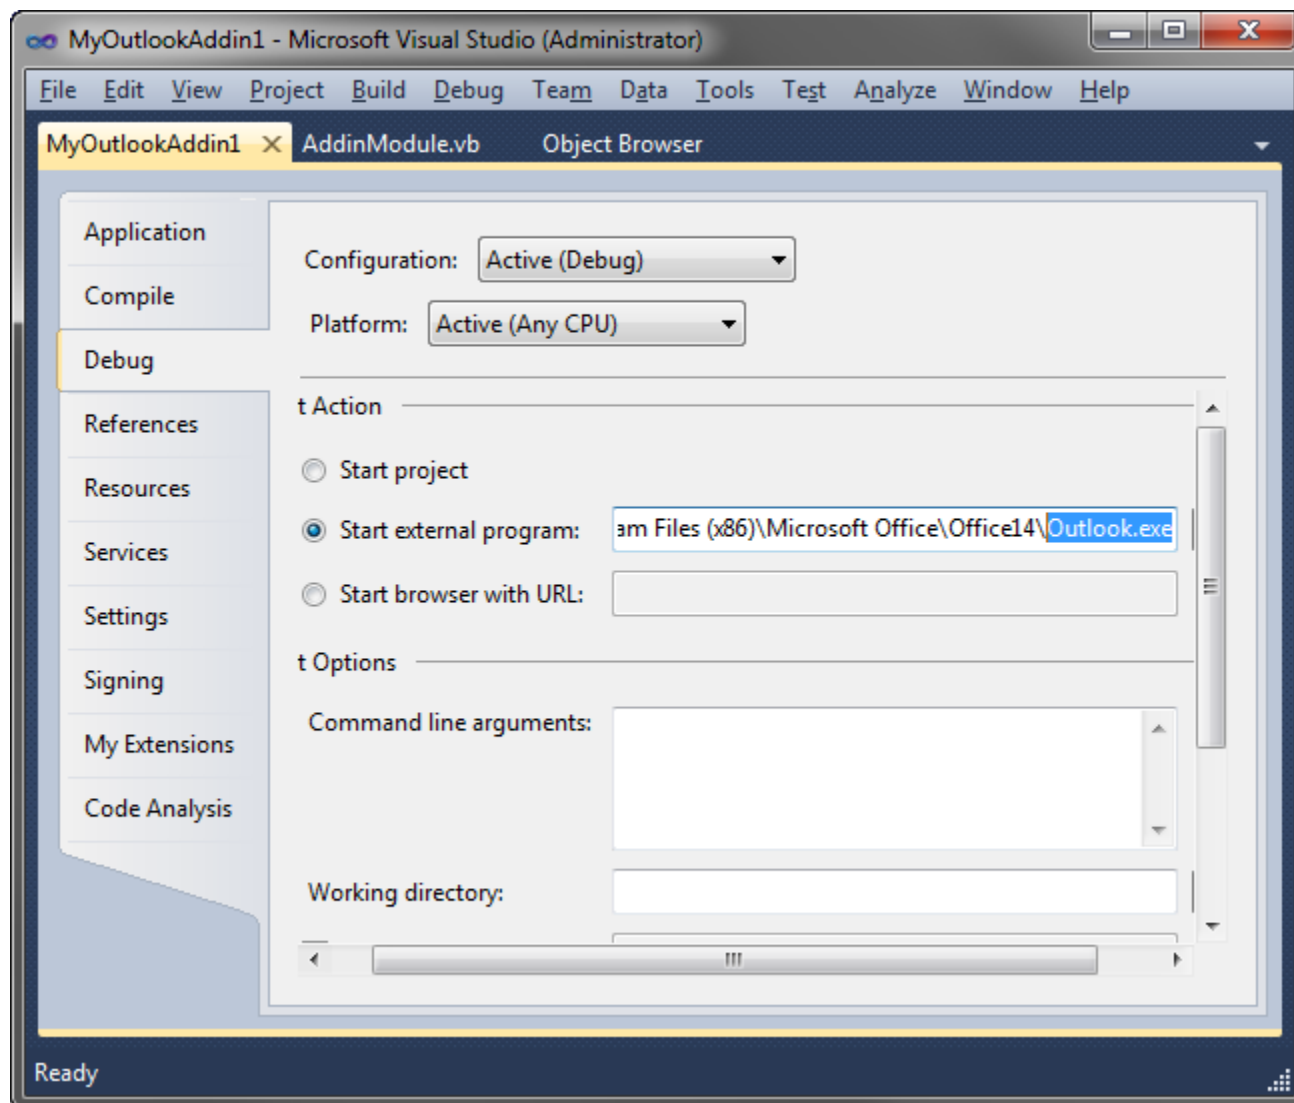 MyOutlookAddin1 - Microsoft Visual Studio (Administrator)
File Edit View Project Build Debug Team Data Tools Test Analyze Window Help
MyOutlookAddin1 AddinModule.vb Object Browser
Application
Compile
Debug
References
Resources
Services
Settings
Signing
My Extensions
Code Analysis
Configuration: Active (Debug)
Platform: Active (Any CPU)
t Action
Start project
Start external program: am Files (x86)\Microsoft Office\Office14\Outlook.exe
Start browser with URL:
t Options
Command line arguments:
Working directory:
Ready